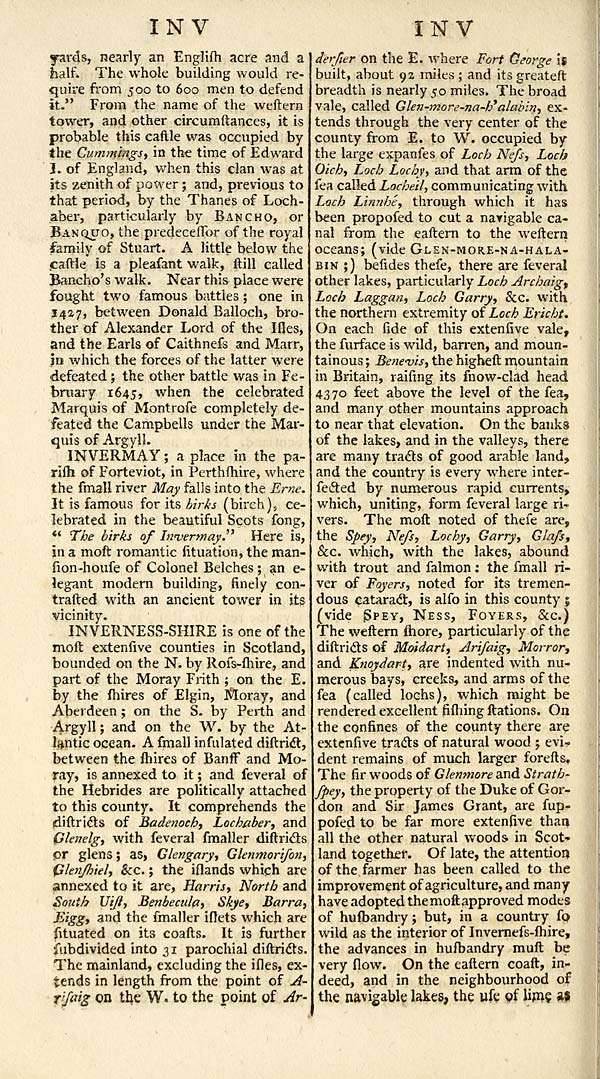 INV
yards, nearly an Engliſh acre and a
half. The whole building would re-
quire from 500 to 600 men to defend
it." From the name of the weſtern
tower, and other circumſtances, it is
probable this caſtle was occupied by
the Cummings, in the time of Edward
I. of England, when this clan was at
its zenith of power; and, previous to
that period, by the Thanes of Loch-
aber, particularly by BANCHO, or
BANQUO, the predeceſſor of the royal
family of Stuart. A little below the
caſtle is a pleaſant walk, ſtill called
Bancho's walk. Near this place were
fought two famous battles; one in
1427, between Donald Balloch, bro-
ther of Alexander Lord of the Iſles,
and the Earls of Caithneſs and Marr,
in which the forces of the latter were
defeated; the other battle was in Fe-
bruary 1645, when the celebrated
Marquis of Montroſe completely de-
feated the Campbells under the Mar-
quis of Argyll.
INVERMAY; a place in the pa-
riſh of Forteviot, in Perthſhire, where
the ſmall river May falls into the Erne.
It is famous for its birks (birch), ce-
lebrated in the beautiful Scots ſong,
" The birks of Invermay." Here is,
in a moſt romantic ſituation, the man-
ſion-houſe of Colonel Belches; an e-
legant modern building, finely con-
traſted with an ancient tower in its
vicinity.
INVERNESS-SHIRE is one of the
moſt extenſive counties in Scotland,
bounded on the N. by Roſs-ſhire, and
part of the Moray Frith; on the E.
by the ſhires of Elgin, Moray, and
Aberdeen; on the S. by Perth and
Argyll; and on the W. by the At-
lantic ocean. A ſmall inſulated diſtrict,
between the ſhires of Banff and Mo-
ray, is annexed to it; and ſeveral of
the Hebrides are politically attached
to this county. It comprehends the
diſtricts of Badenoch, Lochaber, and
Glenelg, with ſeveral ſmaller diſtricts
or glens; as, Glengary, Glenmoriſon,
Glenſhiel, &c.; the iſlands which are
annexed to it are, Harris, North and
South Uiſt, Benbecula, Skye, Barra,
Eigg, and the ſmaller iſlets which are
ſituated on its coaſts. It is further
ſubdivided into 31 parochial diſtricts.
The mainland, excluding the iſles, ex-
tends in length from the point of A-
riſaig on the W. to the point of Ar-
INV
derſier on the E. where Fort George is
built, about 92 miles; and its greateſt
breadth is nearly 50 miles. The broad
vale, called Glen-more-na-h'alabin, ex-
tends through the very center of the
county from E. to W. occupied by
the large expanſes of Loch Neſs, Loch
Oich, Loch Lochy, and that arm of the
ſea called Locheil, communicating with
Loch Linnhé, through which it has
been propoſed to cut a navigable ca-
nal from the eaſtern to the weſtern
oceans; (vide GLEN-MORE-NA-HALA-
BIN;) beſides theſe, there are ſeveral
other lakes, particularly Loch Archaig,
Loch Laggan, Loch Garry, &c. with
the northern extremity of Loch Ericht.
On each ſide of this extenſive vale,
the ſurface is wild, barren, and moun-
tainous; Benevis, the higheſt mountain
in Britain, raiſing its ſnow-clad head
4370 feet above the level of the ſea,
and many other mountains approach
to near that elevation. On the banks
of the lakes, and in the valleys, there
are many tracts of good arable land,
and the country is every where inter-
ſected by numerous rapid currents,
which, uniting, form ſeveral large ri-
vers. The moſt noted of theſe are,
the Spey, Neſs, Lochy, Garry, Glaſs,
&c. which, with the lakes, abound
with trout and ſalmon: the ſmall ri-
ver of Foyers, noted for its tremen-
dous cataract, is alſo in this county;
(vide SPEY, NESS, FOYERS, &c.)
The weſtern ſhore, particularly of the
diſtricts of Moidart, Ariſaig, Morror,
and Knoydart, are indented with nu-
merous bays, creeks, and arms of the
ſea (called lochs), which might be
rendered excellent fiſhing ſtations. On
the confines of the county there are
extenſive tracts of natural wood; evi-
dent remains of much larger foreſts.
The fir woods of Glenmore and Strath-
ſpey, the property of the Duke of Gor-
don and Sir James Grant, are ſup-
poſed to be far more extenſive than
all the other natural woods in Scot-
land together. Of late, the attention
of the farmer has been called to the
improvement of agriculture, and many
have adopted the moſt approved modes
of huſbandry; but, in a country ſo
wild as the interior of Inverneſs-ſhire,
the advances in huſbandry muſt be
very ſlow. On the eaſtern coaſt, in-
deed, and in the neighbourhood of
the navigable lakes, the uſe of lime as